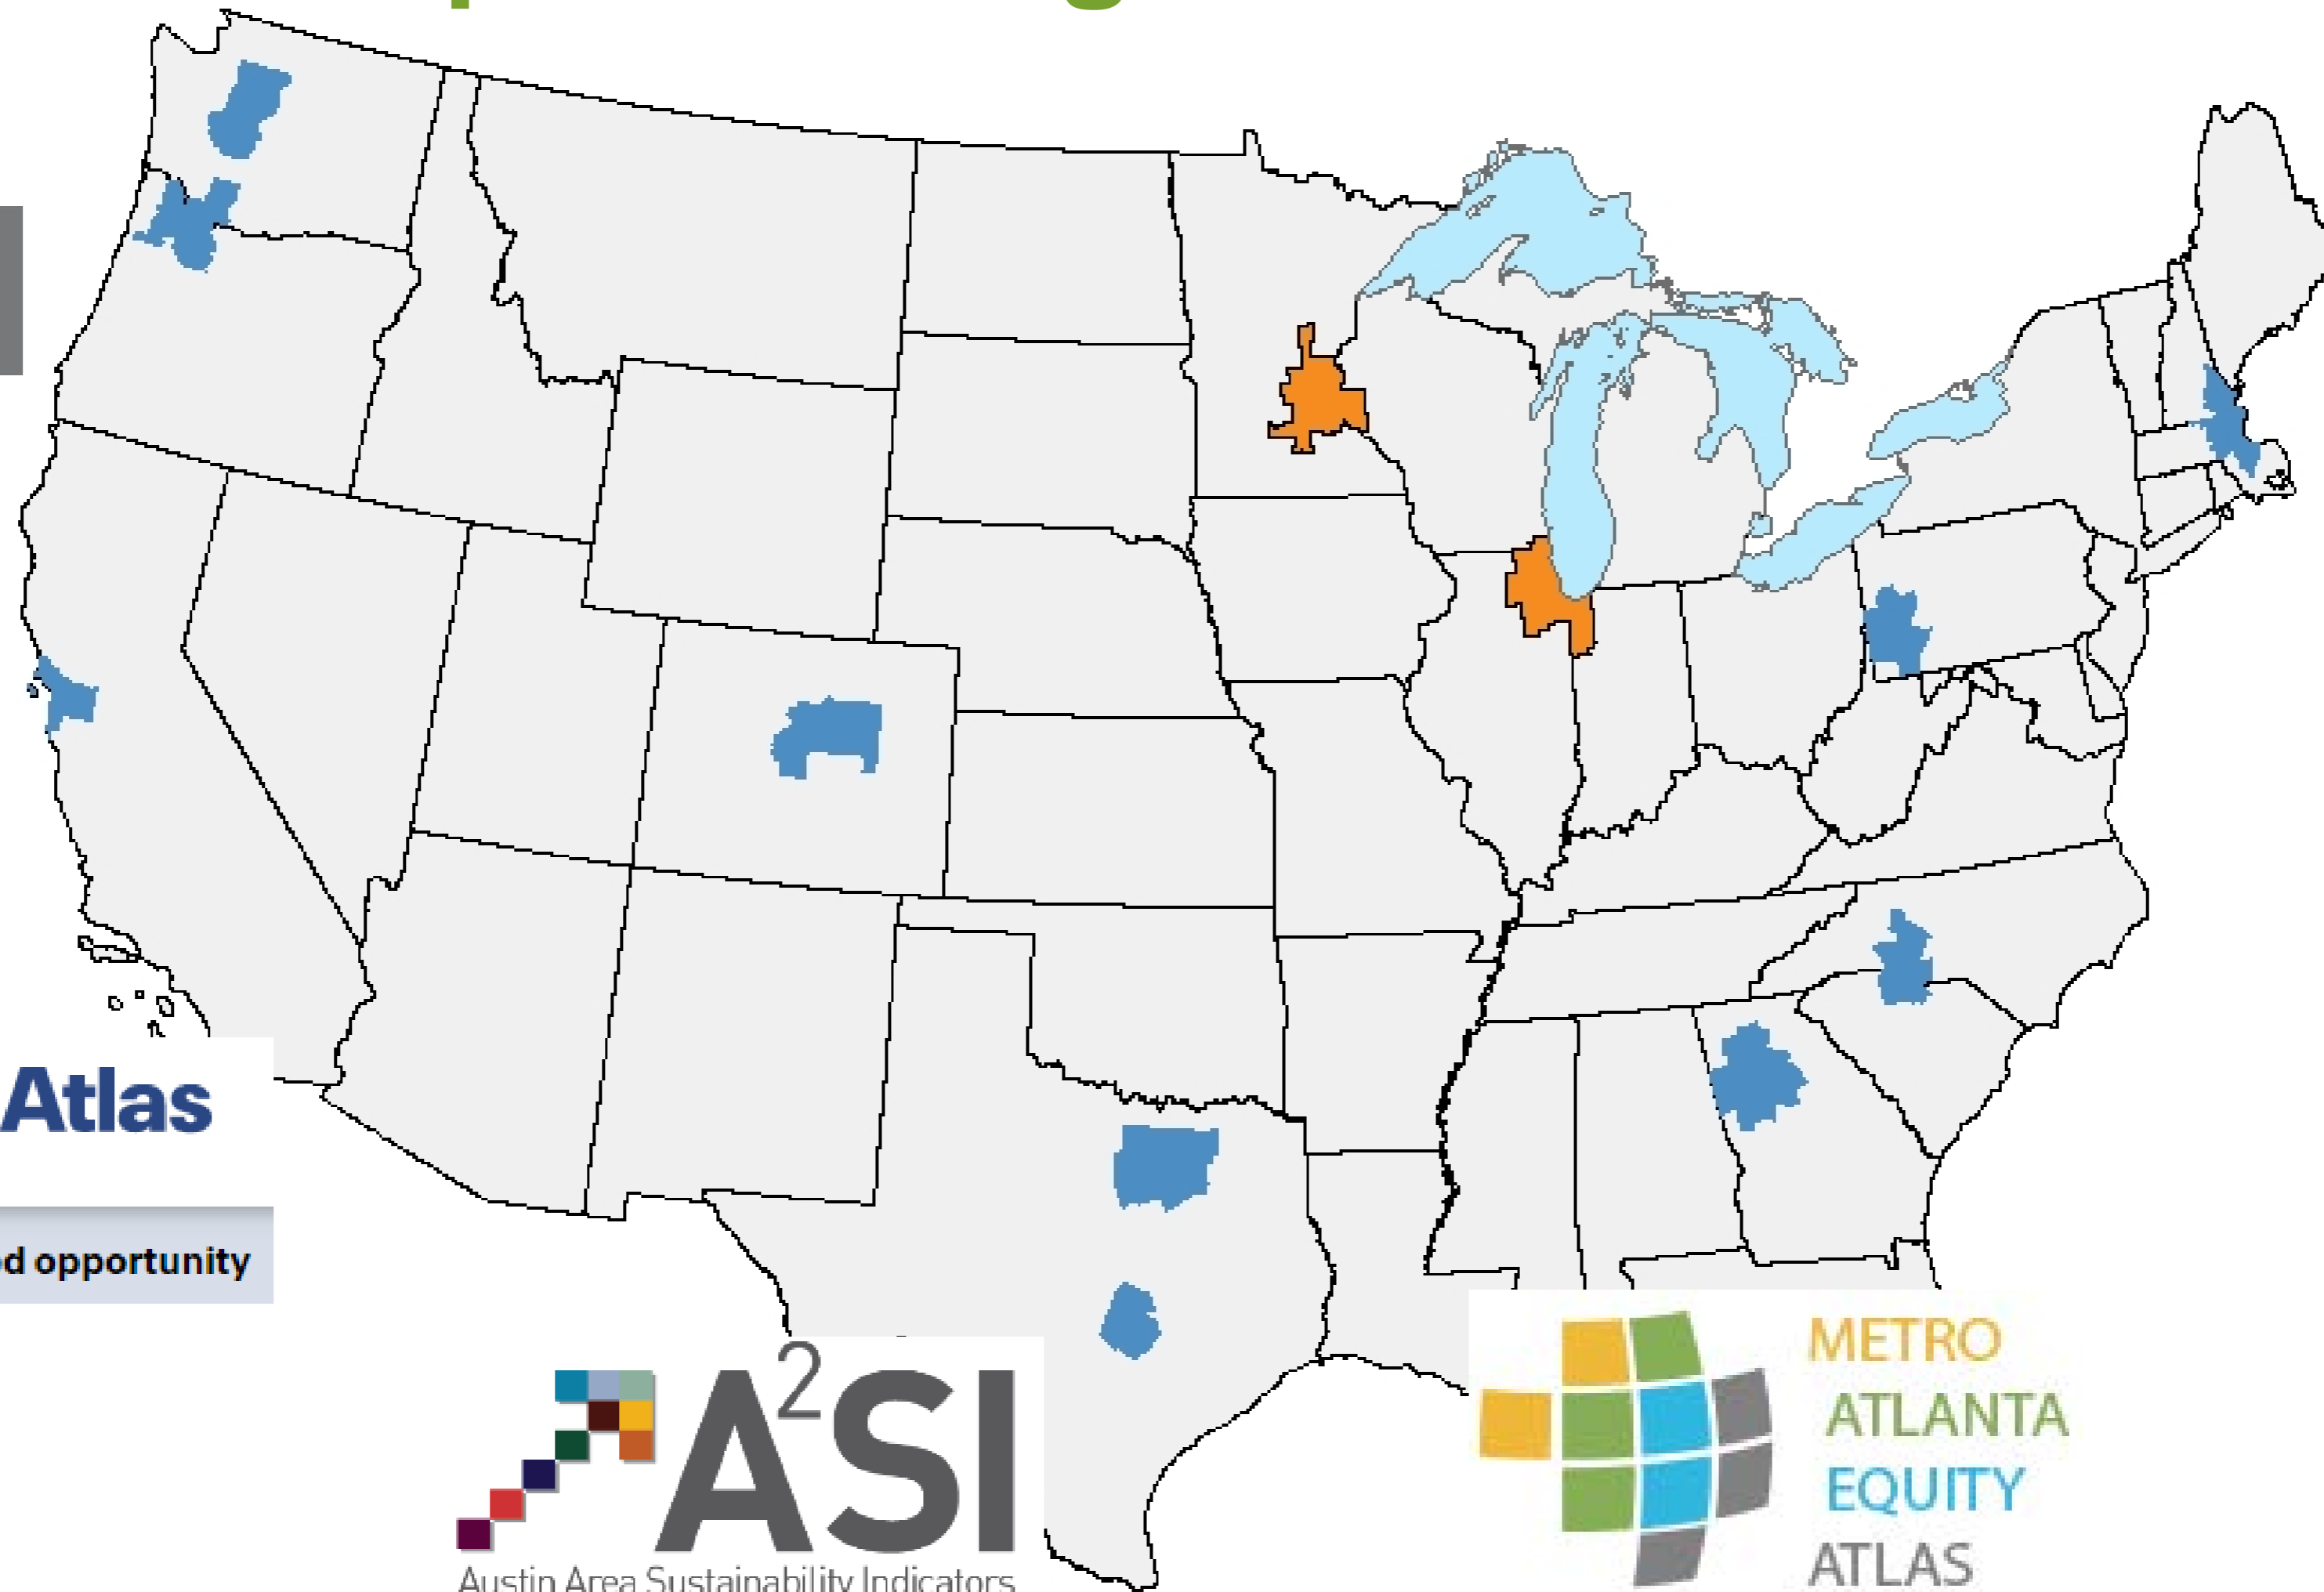 Atlas
opportunity
A²SI
Austin Area Sustainability Indicators
METRO
ATLANTA
EQUITY
ATLAS